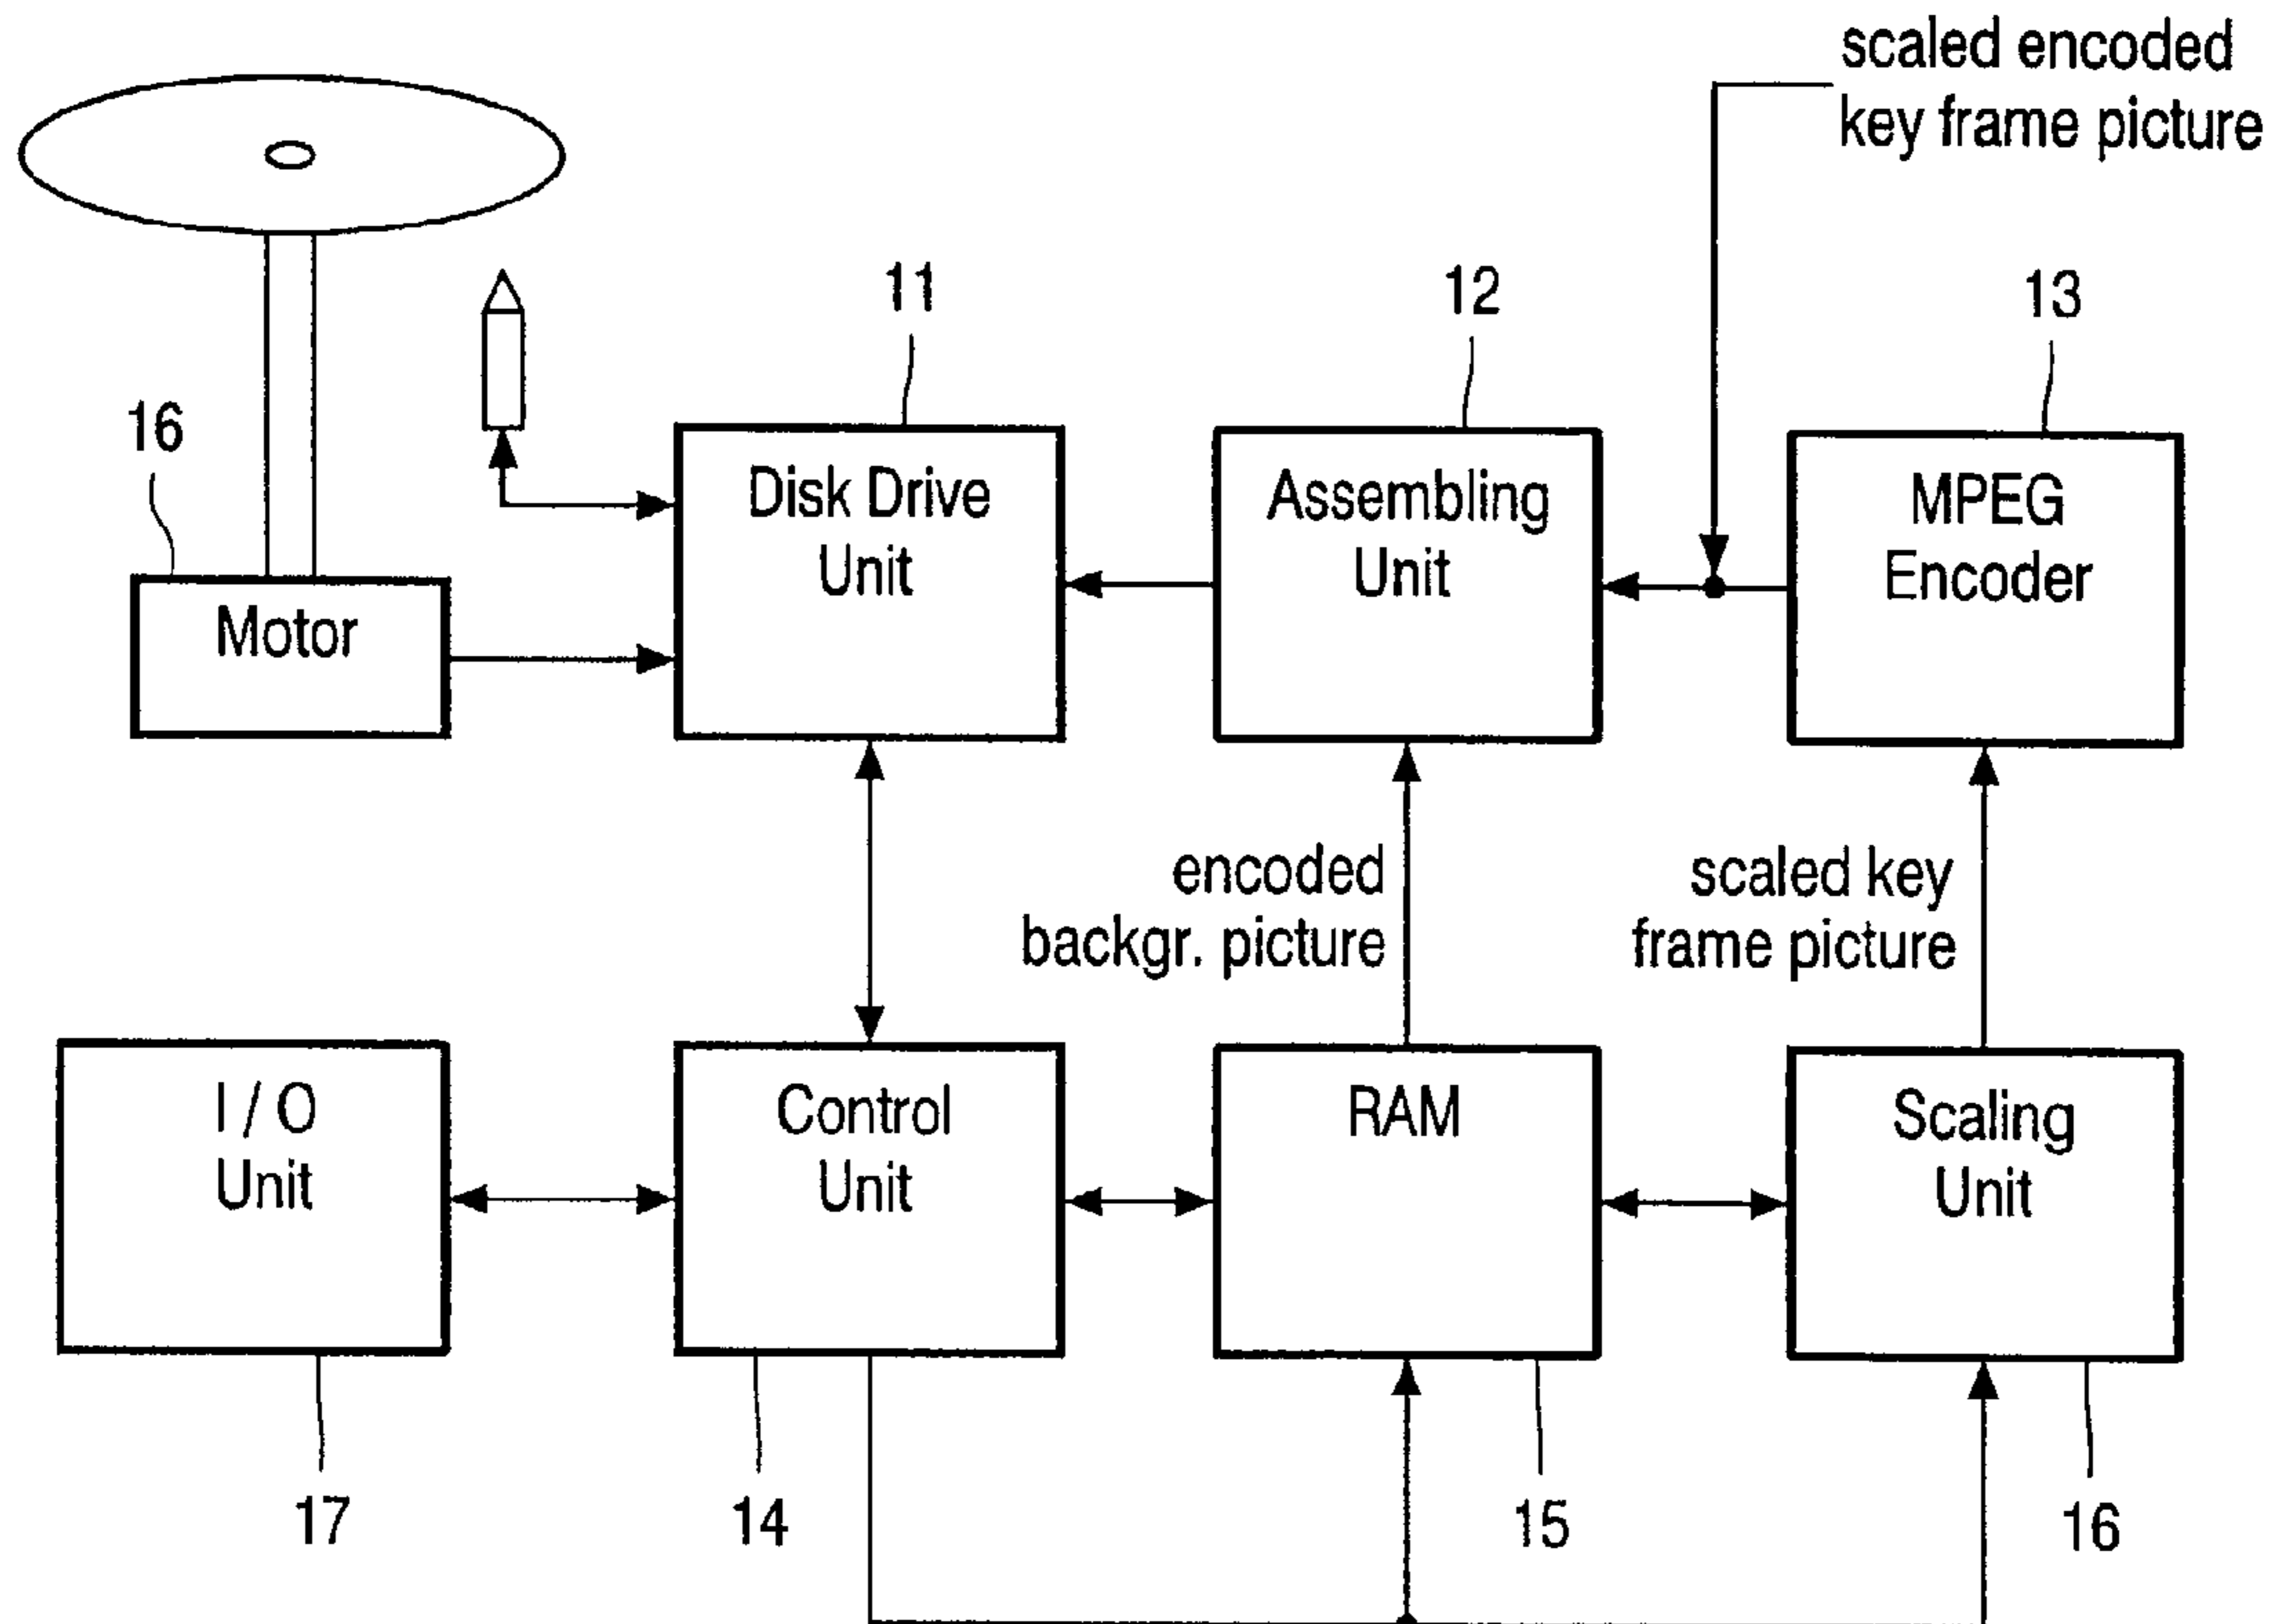 scaled encoded
key frame picture
11
12
13
16
Disk Drive
Unit
Assembling
Unit
MPEG
Encoder
Motor
encoded
backgr. picture
scaled key
frame picture
I / O
Unit
Control
Unit
RAM
Scaling
Unit
17
14
15
16